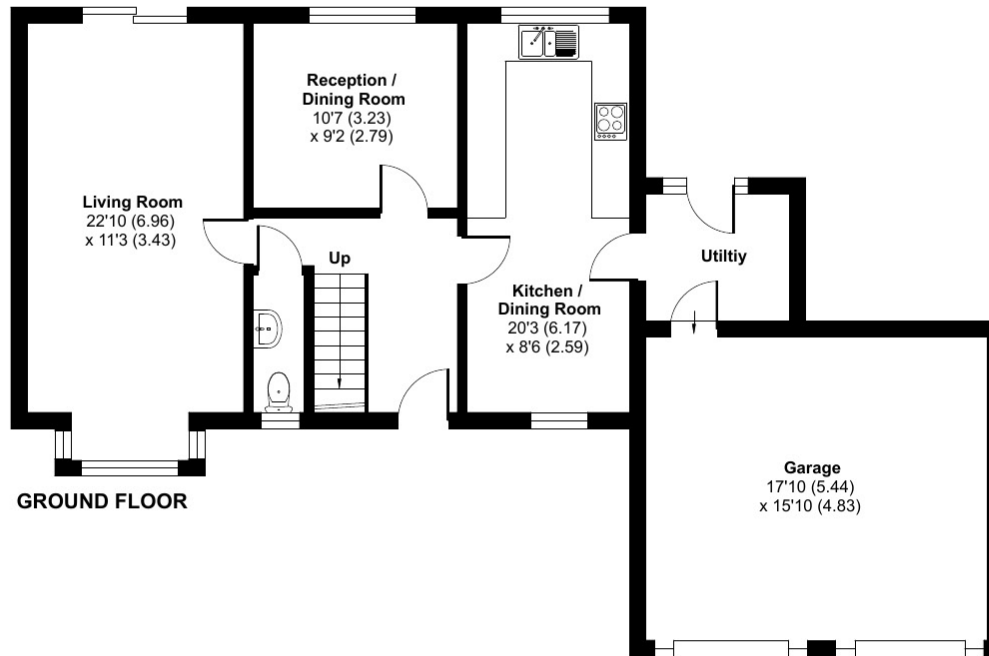 Reception /
Dining Room
10'7 (3.23)
x 9'2 (2.79)
Living Room
22'10 (6.96)
x 11'3 (3.43)
Up
Utiltiy
Kitchen /
Dining Room
20'3 (6.17)
x 8'6 (2.59)
Garage
17'10 (5.44)
x 15'10 (4.83)
GROUND FLOOR